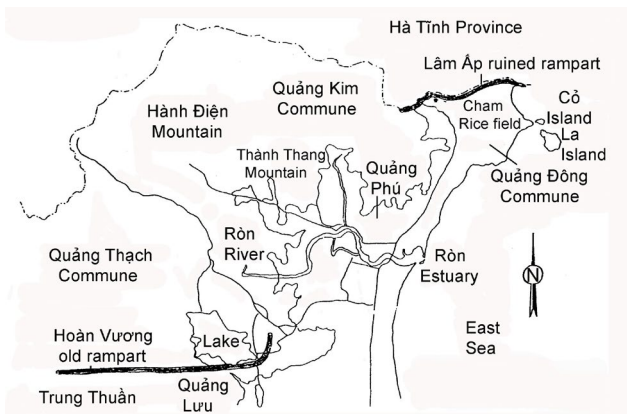 Hà Tĩnh Province
Lâm Ấp ruined rampart
Quảng Kim
Commune
Hành Điện
Mountain
Cham
Rice field
Cỏ
Island
La
Island
Thành Thang
Mountain
Quảng
Phú
Quảng Đông
Commune
Ròn
River
Quảng Thạch
Commune
Ròn
Estuary
N
Hoàn Vương
old rampart
Lake
East
Sea
Trung Thuần
Quảng
Lưu